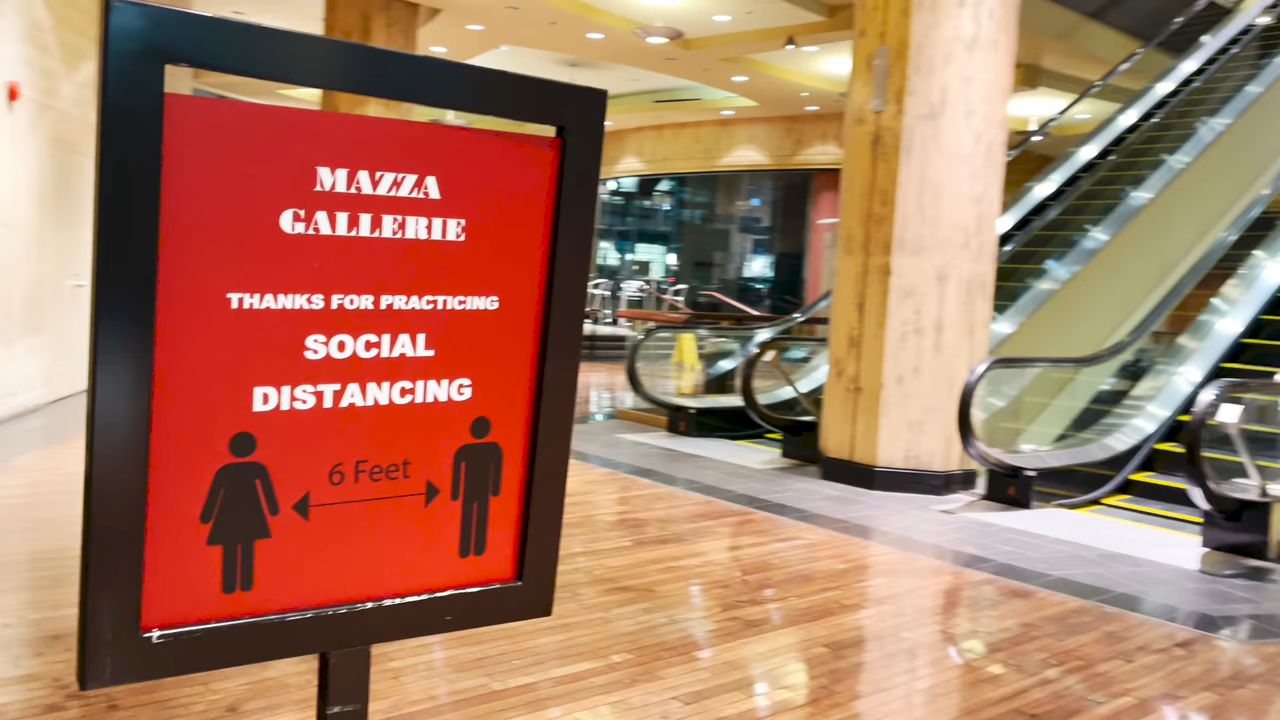 MAZZA
GALLERIE
THANKS FOR PRACTICING
SOCIAL
DISTANCING
6 Feet